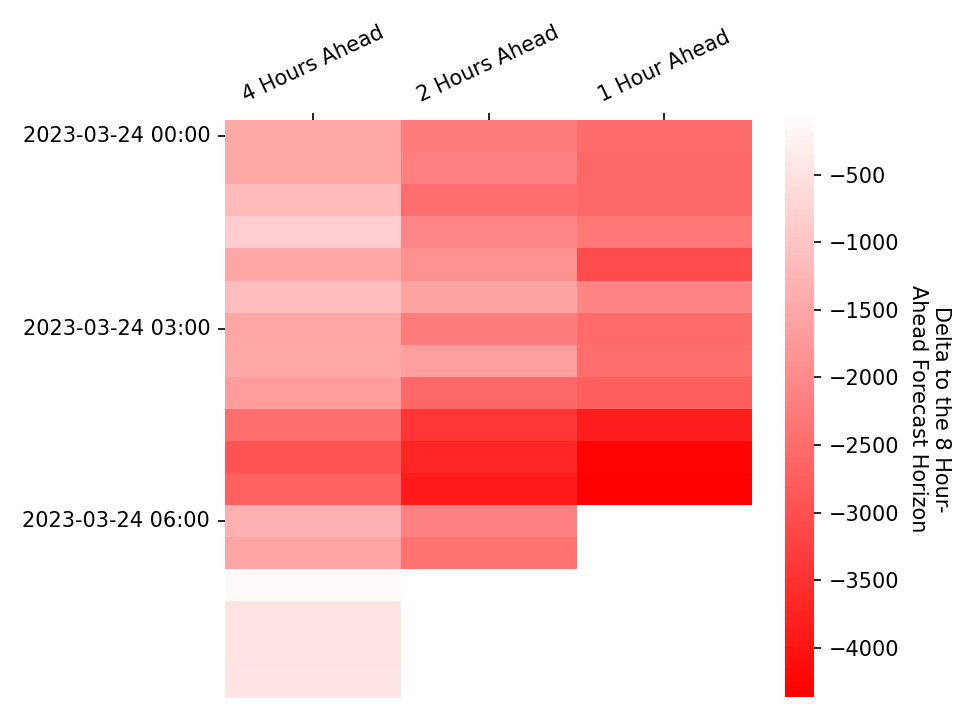 4 Hours Ahead
2 Hours Ahead
1 Hour Ahead
2023-03-24 00:00
2023-03-24 03:00
2023-03-24 06:00
−500
−1000
−1500
−2000
−2500
−3000
−3500
−4000
Delta to the 8 Hour-
Ahead Forecast Horizon